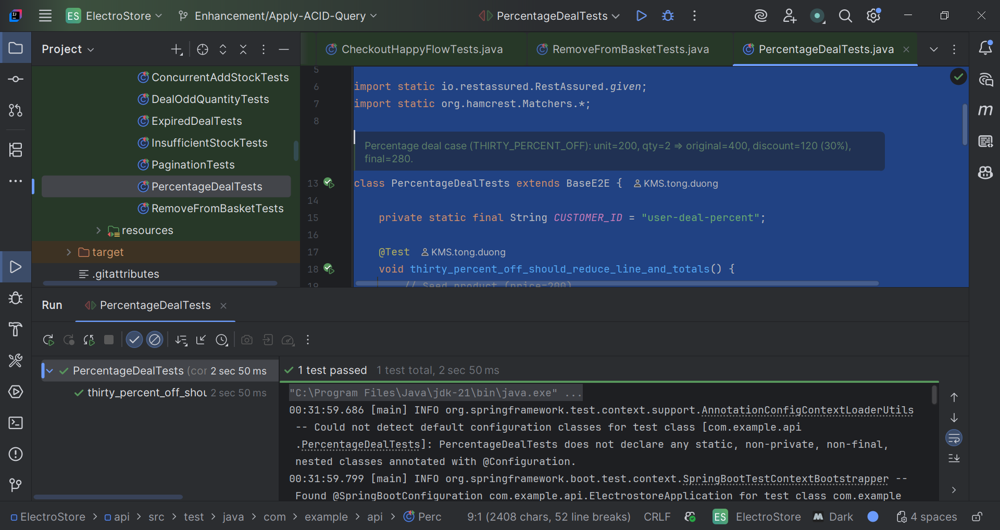 ES ElectroStore Enhancement/Apply-ACID-Query PercentageDealTests
Project
CheckoutHappyFlowTests.java RemoveFromBasketTests.java PercentageDealTests.java
ConcurrentAddStockTests
DealOddQuantityTests
ExpiredDealTests
InsufficientStockTests
PaginationTests
PercentageDealTests
RemoveFromBasketTests
resources
target
.gitattributes
5
6 import static io.restassured.RestAssured.given;
7 import static org.hamcrest.Matchers.*;
8
Percentage deal case (THIRTY_PERCENT_OFF): unit=200, qty=2 ⇒ original=400, discount=120 (30%),
final=280.
13 class PercentageDealTests extends BaseE2E { KMS.tong.duong
14
15 private static final String CUSTOMER_ID = "user-deal-percent";
16
17 @Test KMS.tong.duong
18 void thirty_percent_off_should_reduce_line_and_totals() {
19 // Seed product (price=200)
Run PercentageDealTests
PercentageDealTests (cor 2 sec 50 ms
thirty_percent_off_shou 2 sec 50 ms
1 test passed 1 test total, 2 sec 50 ms
"C:\Program Files\Java\jdk-21\bin\java.exe" ...
00:31:59.686 [main] INFO org.springframework.test.context.support.AnnotationConfigContextLoaderUtils
-- Could not detect default configuration classes for test class [com.example.api
.PercentageDealTests]: PercentageDealTests does not declare any static, non-private, non-final,
nested classes annotated with @Configuration.
00:31:59.799 [main] INFO org.springframework.boot.test.context.SpringBootTestContextBootstrapper --
Found @SpringBootConfiguration com.example.api.ElectrostoreApplication for test class com.example
ElectroStore > api > src > test > java > com > example > api > Perc 9:1 (2408 chars, 52 line breaks) CRLF ES ElectroStore Dark 4 spaces